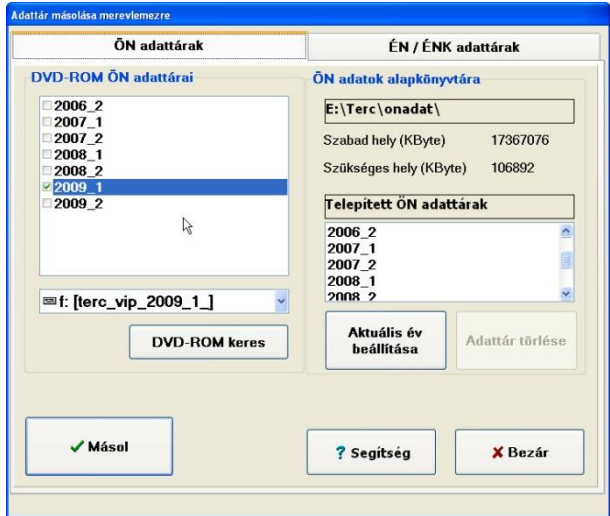 Adattár másolása merevlemezre
ÖN adattárak
ÉN / ÉNK adattárak
DVD-ROM ÖN adattárai
2006_2
2007_1
2007_2
2008_1
2008_2
2009_1
2009_2
f: [terc_vip_2009_1_]
DVD-ROM keres
ÖN adatok alapkönyvtára
E:\Terc\onadat\
Szabad hely (KByte) 17367076
Szükséges hely (KByte) 106892
Telepített ÖN adattárak
2006_2
2007_1
2007_2
2008_1
2008_2
Aktuális év
beállítása
Adattár törlése
Másol
? Segítség
Bezár